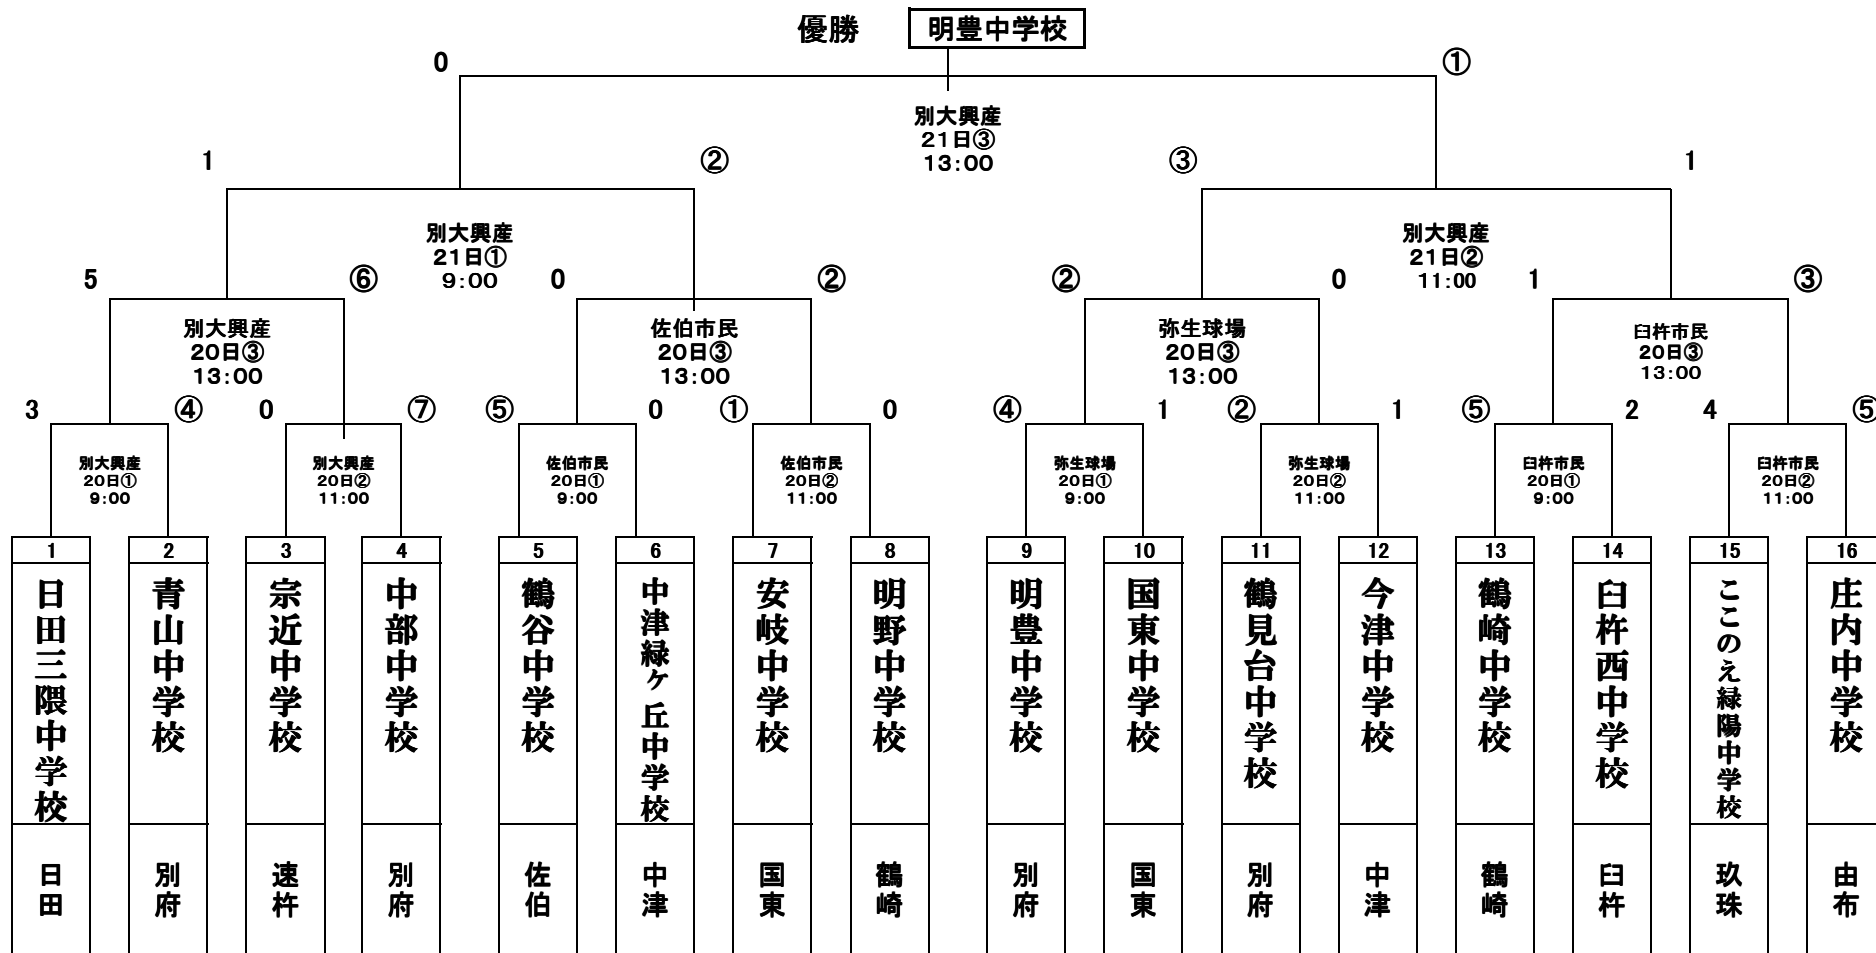 優勝 明豊中学校
0 ①
別大興産
21日③
13:00
1 ② ③ 1
別大興産
21日①
9:00
別大興産
21日②
11:00
5 ⑥ 0 ② ② 0 1 ③
別大興産
20日③
13:00
佐伯市民
20日③
13:00
弥生球場
20日③
13:00
臼杵市民
20日③
13:00
3 ④ 0 ⑦ ⑤ 0 ① 0 ④ 1 ② 1 ⑤ 2 4 ⑤
別大興産
20日①
9:00
別大興産
20日②
11:00
佐伯市民
20日①
9:00
佐伯市民
20日②
11:00
弥生球場
20日①
9:00
弥生球場
20日②
11:00
臼杵市民
20日①
9:00
臼杵市民
20日②
11:00
1 2 3 4 5 6 7 8 9 10 11 12 13 14 15 16
日田三隈中学校
青山中学校
宗近中学校
中部中学校
鶴谷中学校
中津緑ケ丘中学校
安岐中学校
明野中学校
明豊中学校
国東中学校
鶴見台中学校
今津中学校
鶴崎中学校
臼杵西中学校
ここのえ緑陽中学校
庄内中学校
日田
別府
速杵
別府
佐伯
中津
国東
鶴崎
別府
国東
別府
中津
鶴崎
臼杵
玖珠
由布